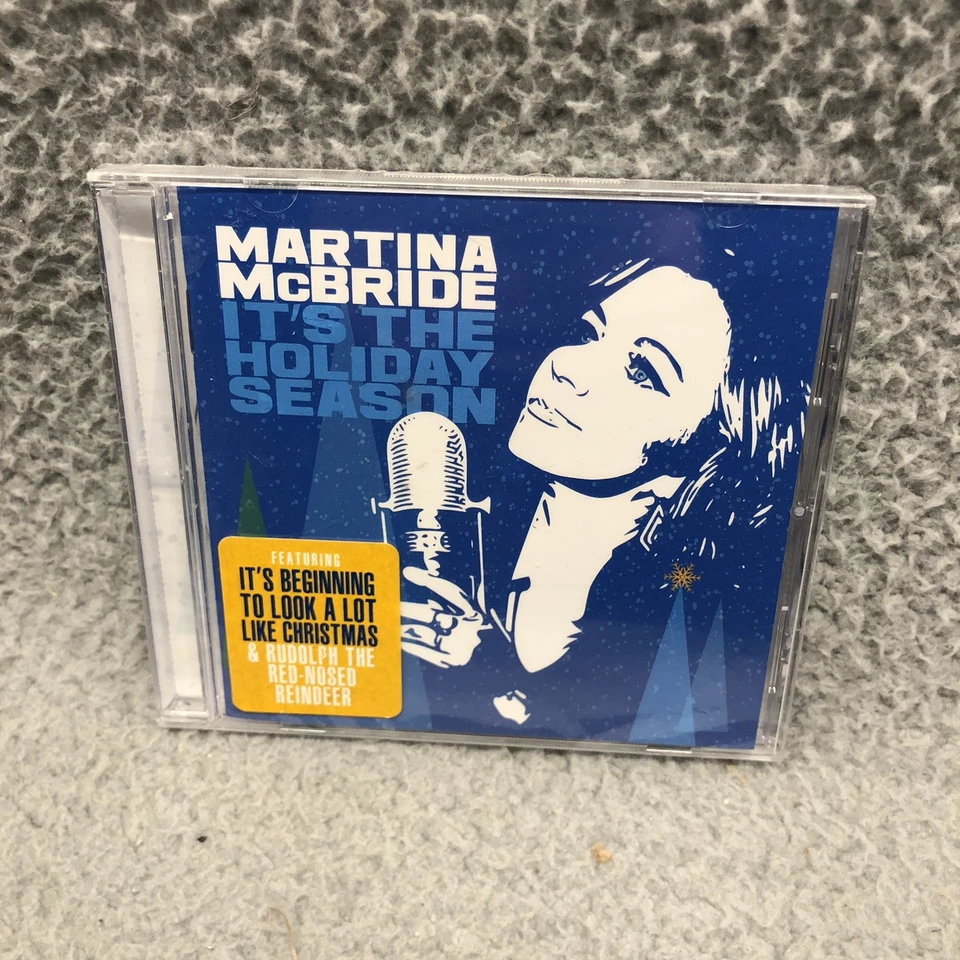 MARTINA
McBRIDE
IT'S THE
HOLIDAY
SEASON
FEATURING
IT'S BEGINNING
TO LOOK A LOT
LIKE CHRISTMAS
& RUDOLPH THE
RED-NOSED
REINDEER